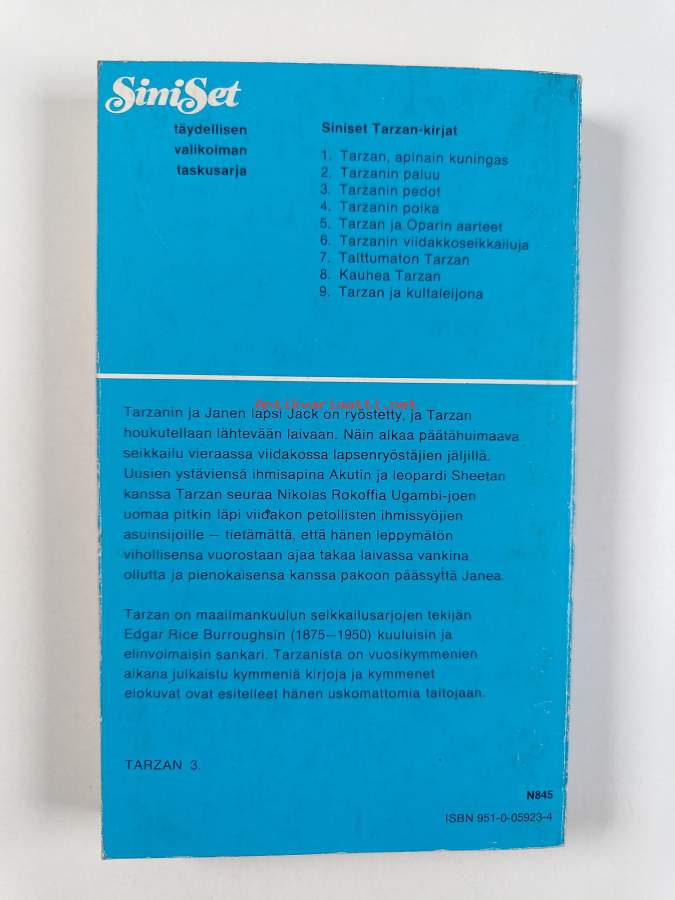 SiniSet
täydellisen
valikoiman
taskusarja
Siniset Tarzan-kirjat
1. Tarzan, apinain kuningas
2. Tarzanin paluu
3. Tarzanin pedot
4. Tarzanin poika
5. Tarzan ja Oparin aarteet
6. Tarzanin viidakkoseikkailuja
7. Talttumaton Tarzan
8. Kauhea Tarzan
9. Tarzan ja kultaleijona
antikvariaatti.net
Tarzanin ja Janen lapsi Jack on ryöstetty, ja Tarzan
houkutellaan lähtevään laivaan. Näin alkaa päätähuimaava
seikkailu vieraassa viidakossa lapsenryöstäjien jäljillä.
Uusien ystäviensä ihmisapina Akutin ja leopardi Sheetan
kanssa Tarzan seuraa Nikolas Rokoffia Ugambi-joen
uomaa pitkin läpi viidakon petollisten ihmissyöjien
asuinsijoille — tietämättä, että hänen leppymätön
vihollisensa vuorostaan ajaa takaa laivassa vankina
ollutta ja pienokaisensa kanssa pakoon päässyttä Janea.
Tarzan on maailmankuulun seikkailusarjojen tekijän
Edgar Rice Burroughsin (1875—1950) kuuluisin ja
elinvoimaisin sankari. Tarzanista on vuosikymmenien
aikana julkaistu kymmeniä kirjoja ja kymmenet
elokuvat ovat esitelleet hänen uskomattomia taitojaan.
TARZAN 3.
N845
ISBN 951-0-05923-4